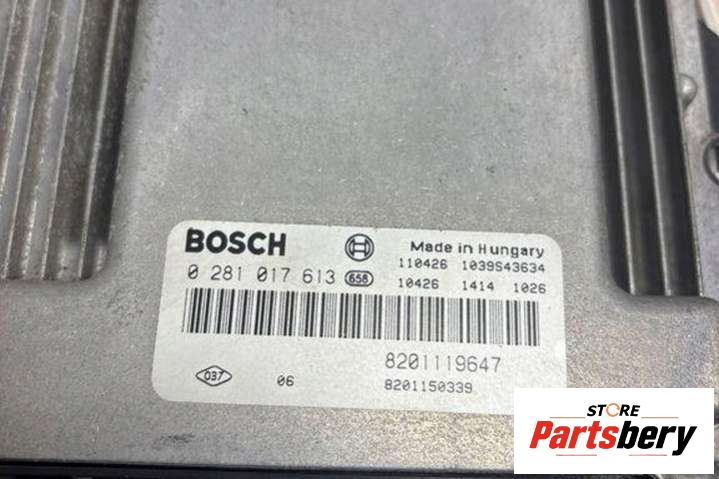 BOSCH
Made in Hungary
0 281 017 613 658
110426 1039S43634
10426 1414 1026
8201119647
037 06 8201150339
STORE
Partsbery